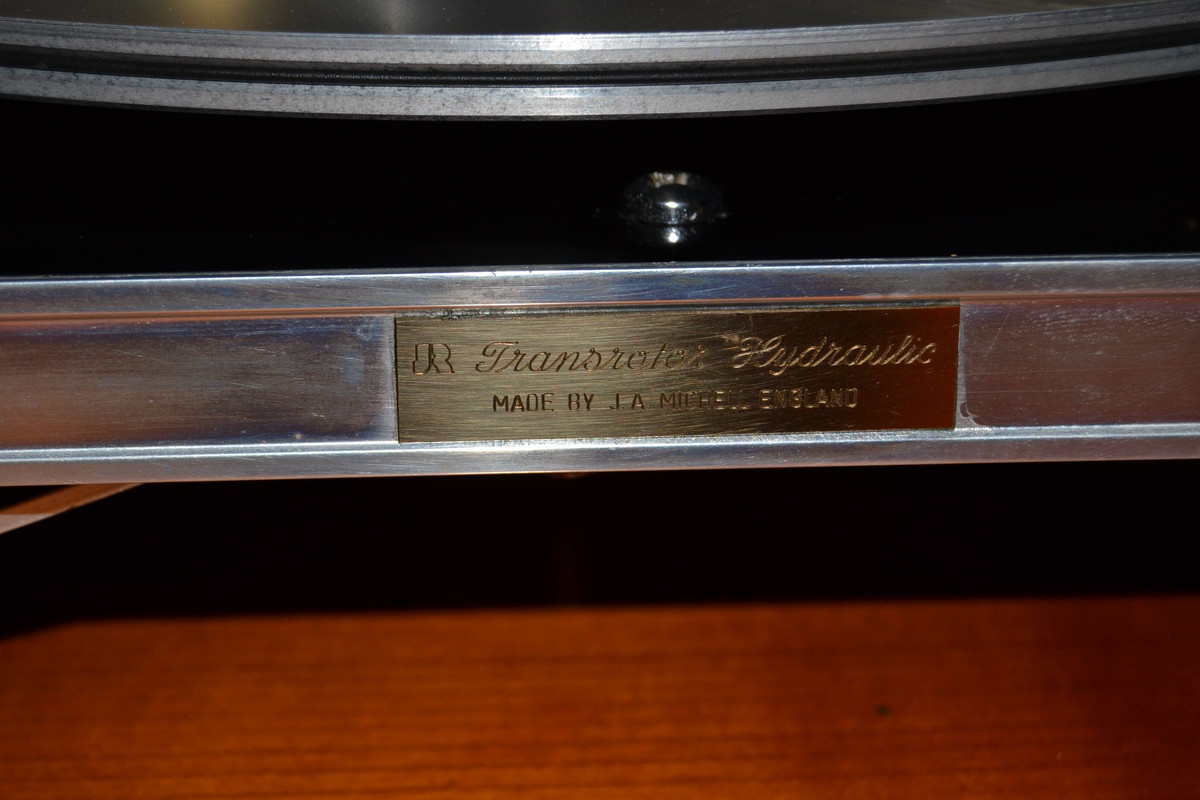 JR Transrotor Hydraulic
MADE BY J.A MICHELL ENGLAND